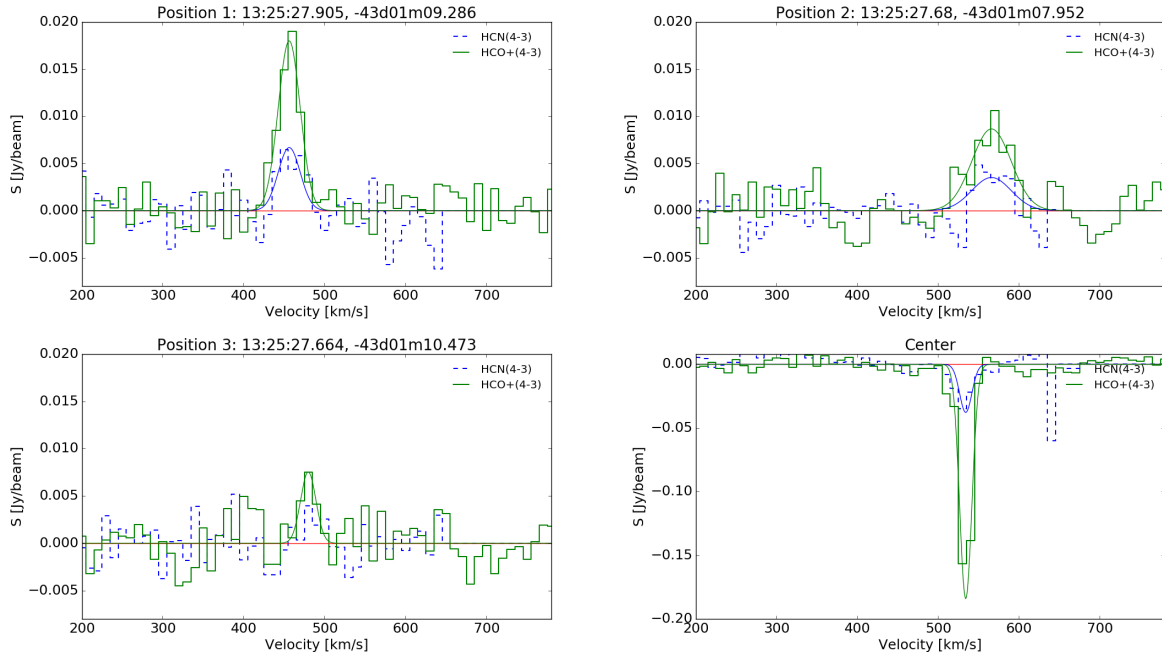 Position 1: 13:25:27.905, -43d01m09.286
HCN(4-3)
HCO+(4-3)
0.020
0.015
0.010
0.005
0.000
−0.005
S [Jy/beam]
200 300 400 500 600 700
Velocity [km/s]
Position 2: 13:25:27.68, -43d01m07.952
HCN(4-3)
HCO+(4-3)
0.020
0.015
0.010
0.005
0.000
−0.005
S [Jy/beam]
200 300 400 500 600 700
Velocity [km/s]
Position 3: 13:25:27.664, -43d01m10.473
HCN(4-3)
HCO+(4-3)
0.020
0.015
0.010
0.005
0.000
−0.005
S [Jy/beam]
200 300 400 500 600 700
Velocity [km/s]
Center
HCN(4-3)
HCO+(4-3)
0.00
−0.05
−0.10
−0.15
−0.20
S [Jy/beam]
200 300 400 500 600 700
Velocity [km/s]